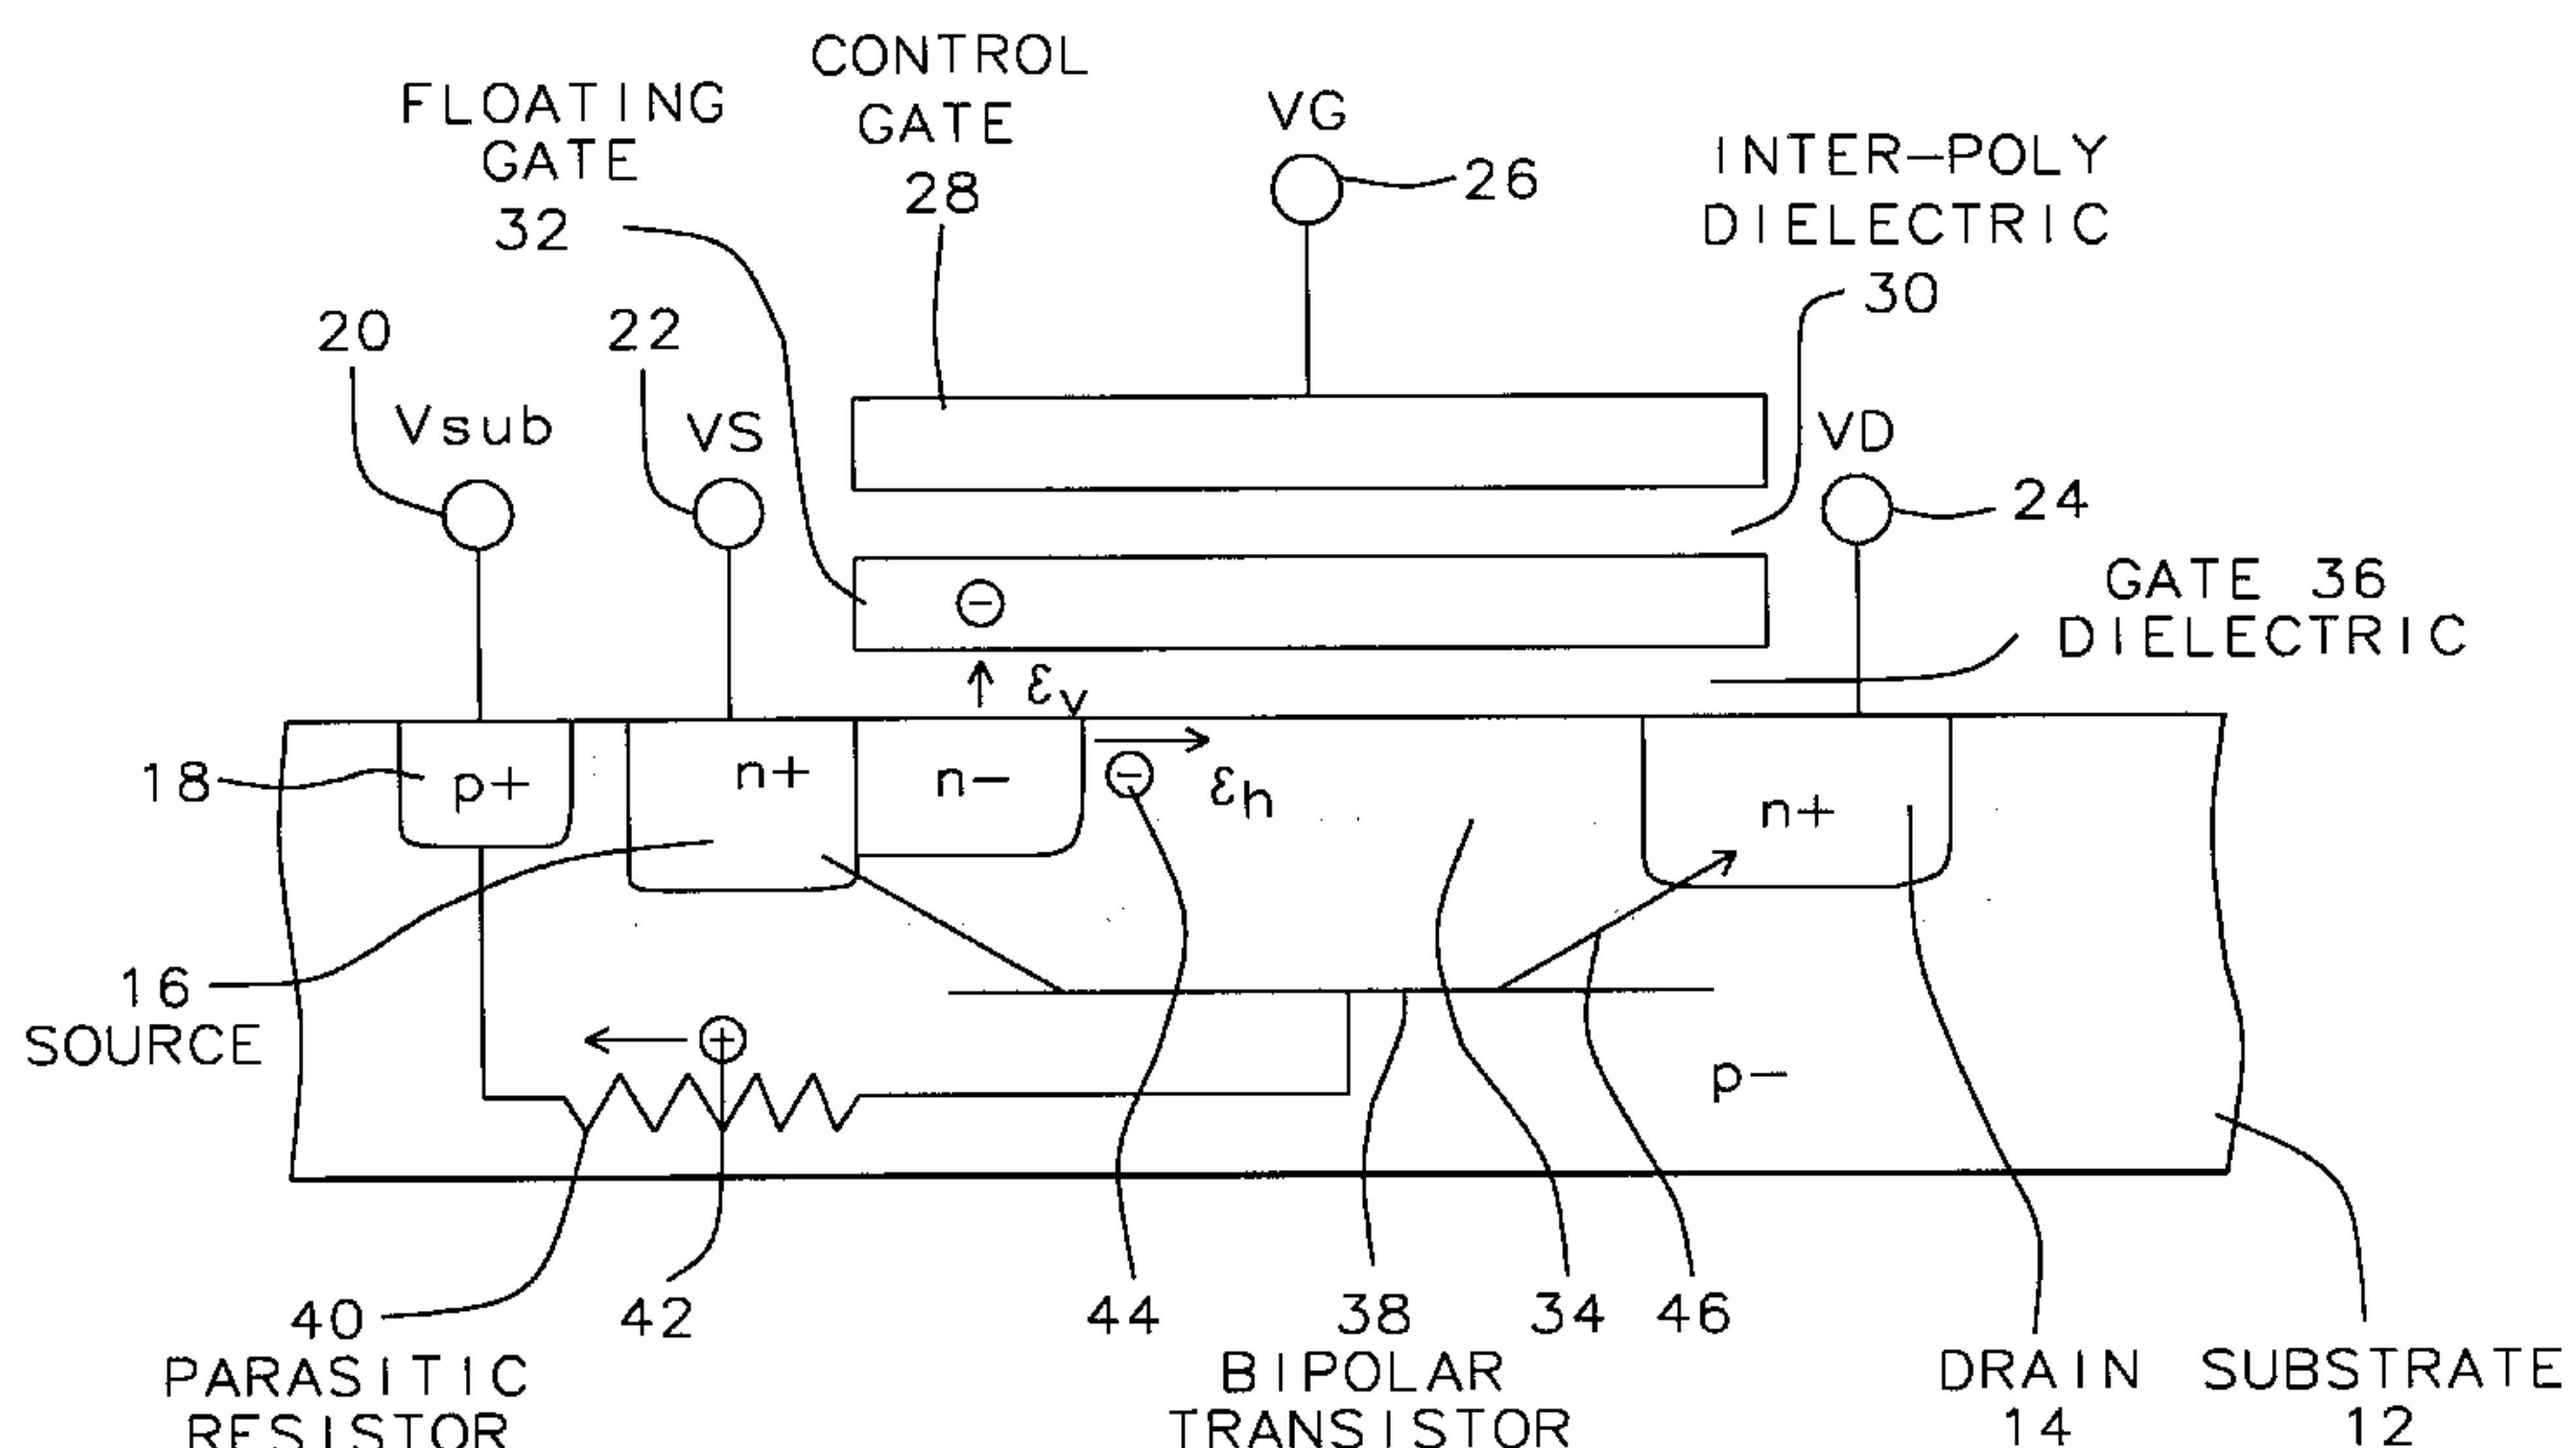 CONTROL
GATE
28
FLOATING
GATE
32
VG
26
INTER-POLY
DIELECTRIC
30
20
22
Vsub
VS
VD
24
GATE 36
DIELECTRIC
εv
18
p+
n+
n-
εh
n+
16
SOURCE
p-
40
PARASITIC
RESISTOR
42
44
38
BIPOLAR
TRANSISTOR
34
46
DRAIN
14
SUBSTRATE
12